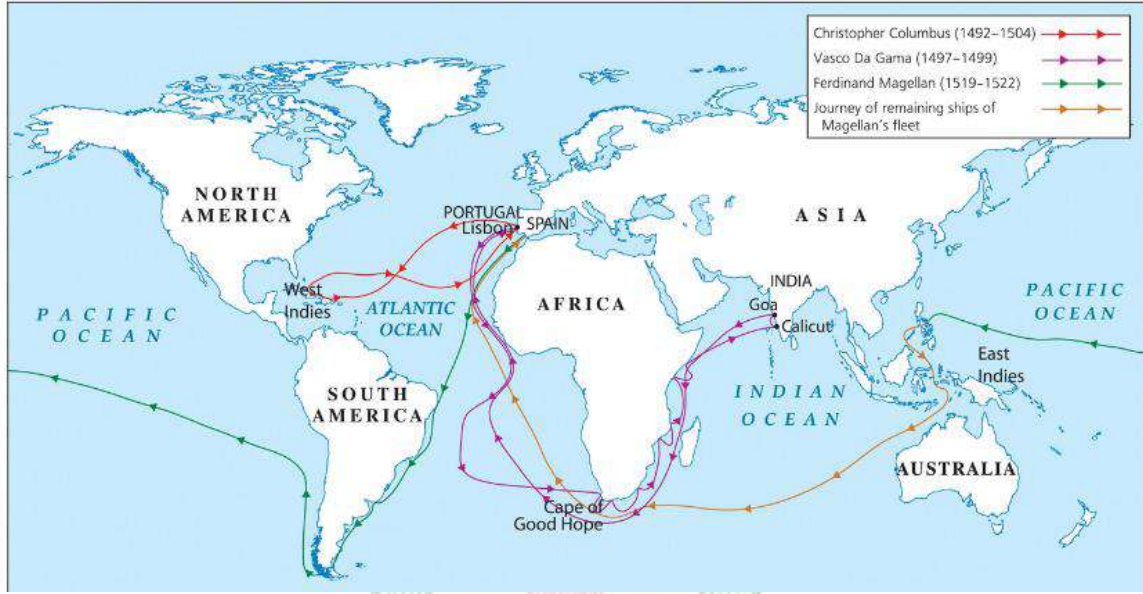 Christopher Columbus (1492–1504)
Vasco Da Gama (1497–1499)
Ferdinand Magellan (1519–1522)
Journey of remaining ships of
Magellan's fleet
NORTH
AMERICA
PORTUGAL
Lisbon
SPAIN
ASIA
West
Indies
ATLANTIC
OCEAN
AFRICA
INDIA
Goa
Calicut
PACIFIC
OCEAN
PACIFIC
OCEAN
East
Indies
SOUTH
AMERICA
INDIAN
OCEAN
AUSTRALIA
Cape of
Good Hope